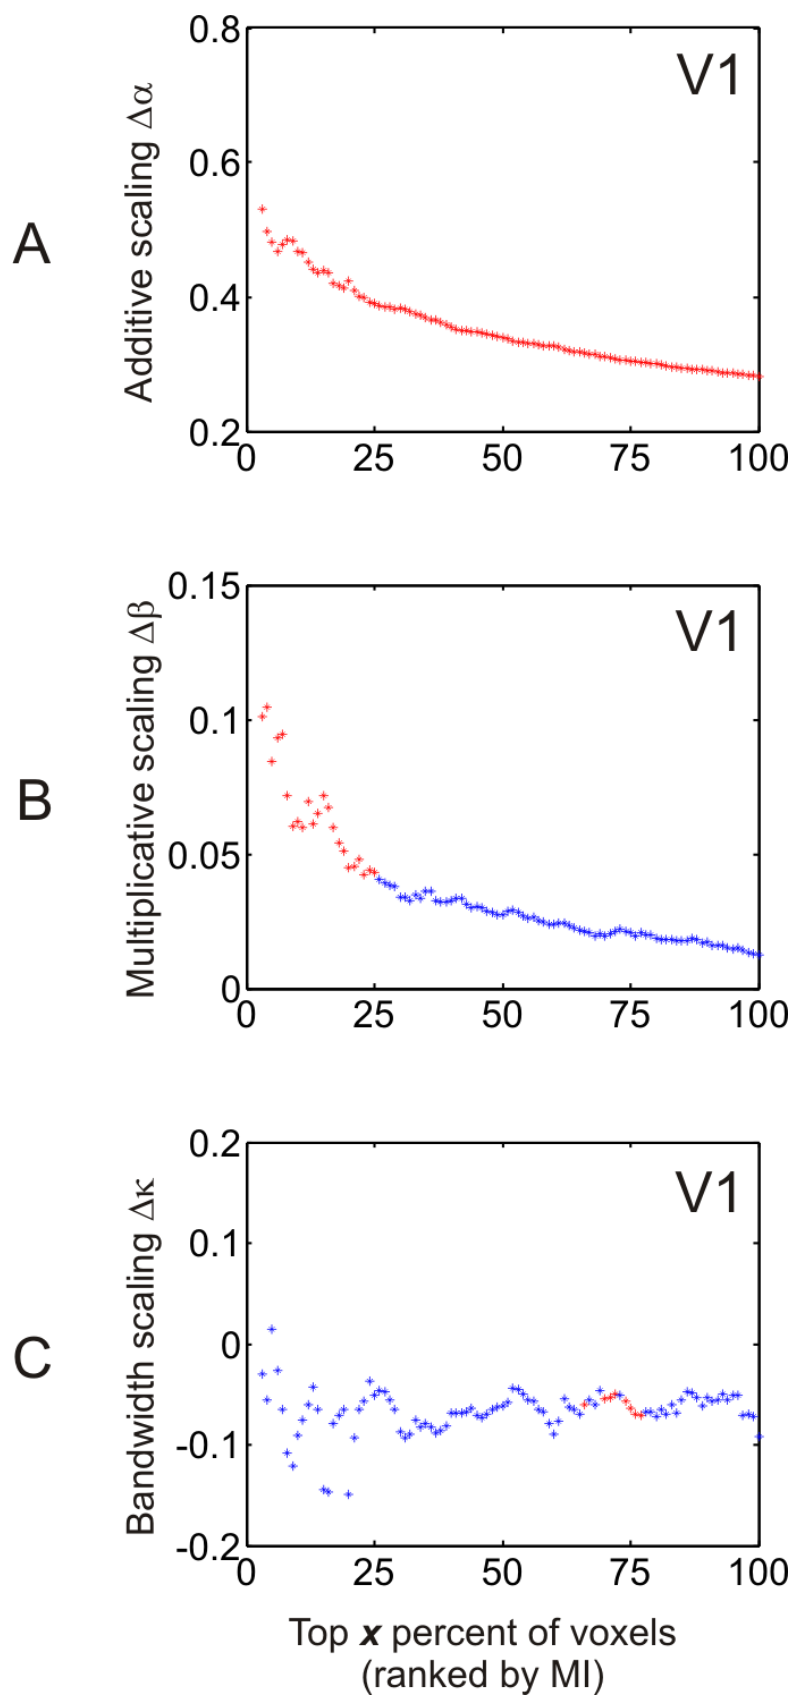 A
Additive scaling Δα
V1
0.8
0.6
0.4
0.2
0 25 50 75 100
B
Multiplicative scaling Δβ
V1
0.15
0.1
0.05
0
0 25 50 75 100
C
Bandwidth scaling Δκ
V1
0.2
0.1
0
-0.1
-0.2
0 25 50 75 100
Top x percent of voxels
(ranked by MI)